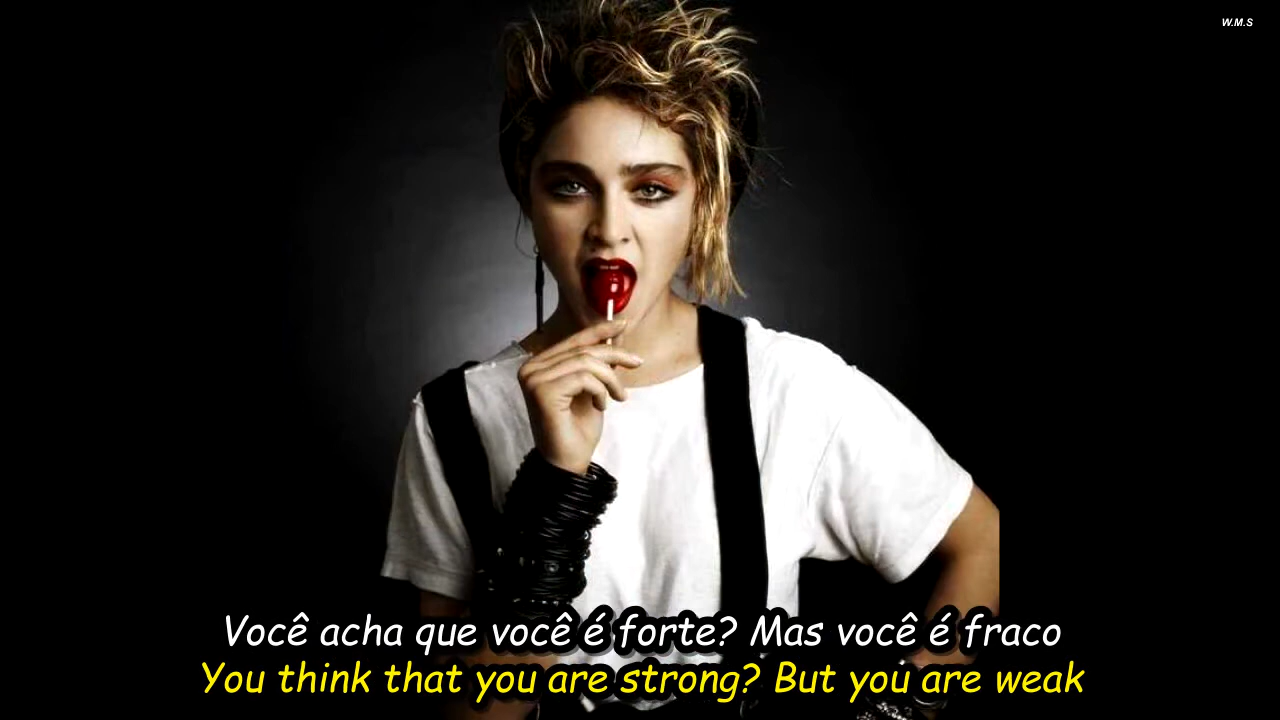 W.M.S
Você acha que você é forte? Mas você é fraco
You think that you are strong? But you are weak